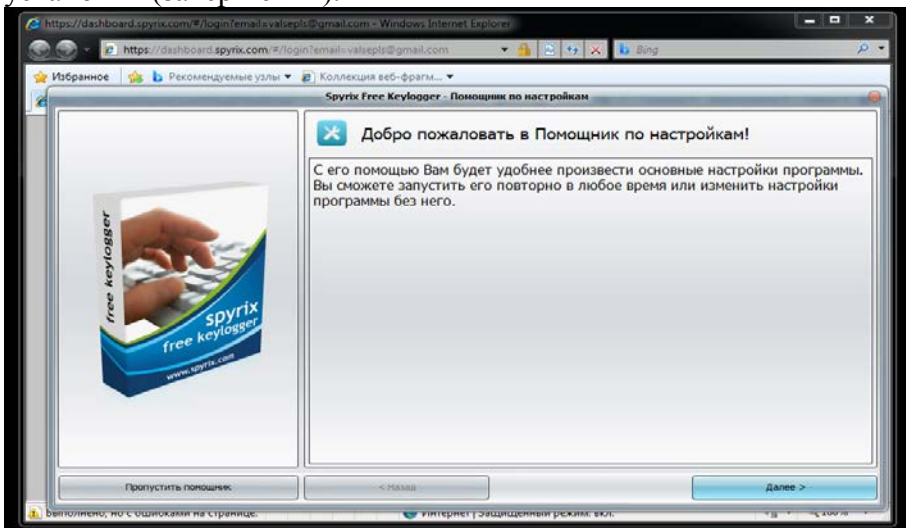 https://dashboard.spyrix.com/#/login?email=valsepls@gmail.com - Windows Internet Explorer
https://dashboard.spyrix.com/#/login?email=valsepls@gmail.com
Bing
Избранное
Рекомендуемые узлы
Коллекция веб-фрагм...
Spyrix Free Keylogger - Помощник по настройкам
Добро пожаловать в Помощник по настройкам!
С его помощью Вам будет удобнее произвести основные настройки программы.
Вы сможете запустить его повторно в любое время или изменить настройки
программы без него.
free keylogger
spyrix
free keylogger
www.spyrix.com
Пропустить помощник
< Назад
Далее >
Выполнено, но с ошибками на странице.
Интернет | Защищенный режим: вкл.
100%